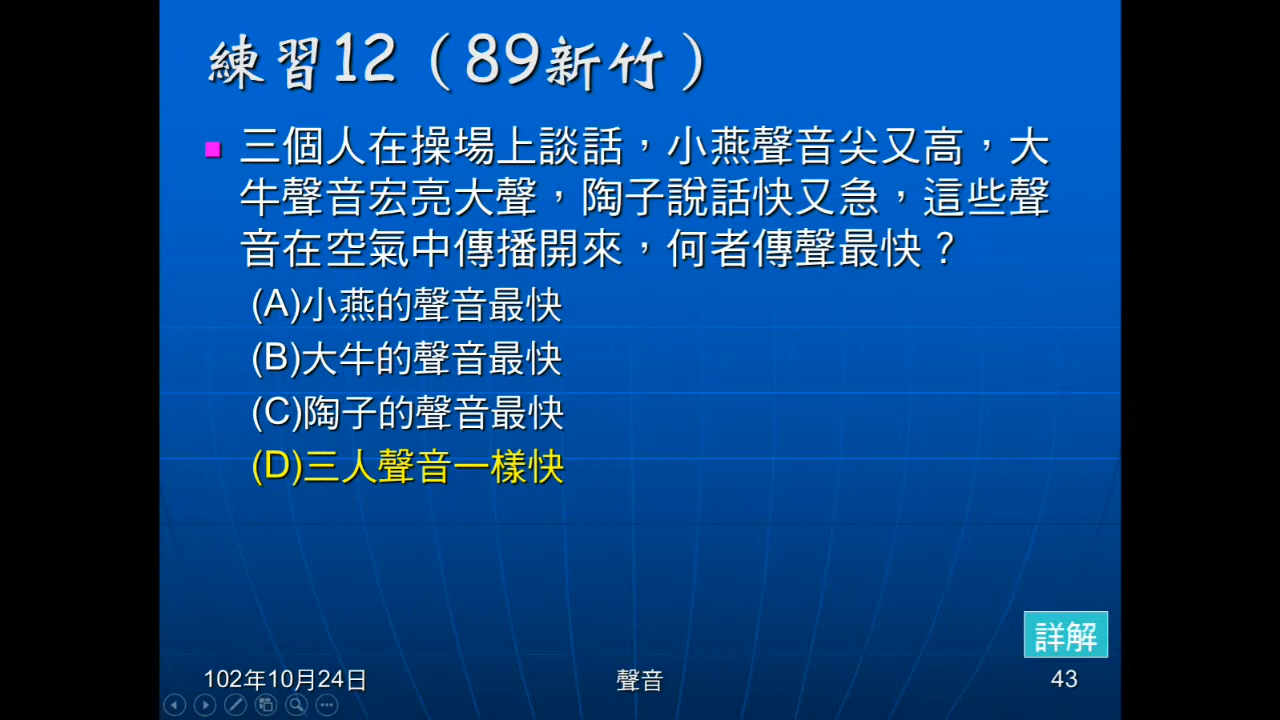 練習12（89新竹）
三個人在操場上談話，小燕聲音尖又高，大
牛聲音宏亮大聲，陶子說話快又急，這些聲
音在空氣中傳播開來，何者傳聲最快？
(A)小燕的聲音最快
(B)大牛的聲音最快
(C)陶子的聲音最快
(D)三人聲音一樣快
詳解
102年10月24日
聲音
43